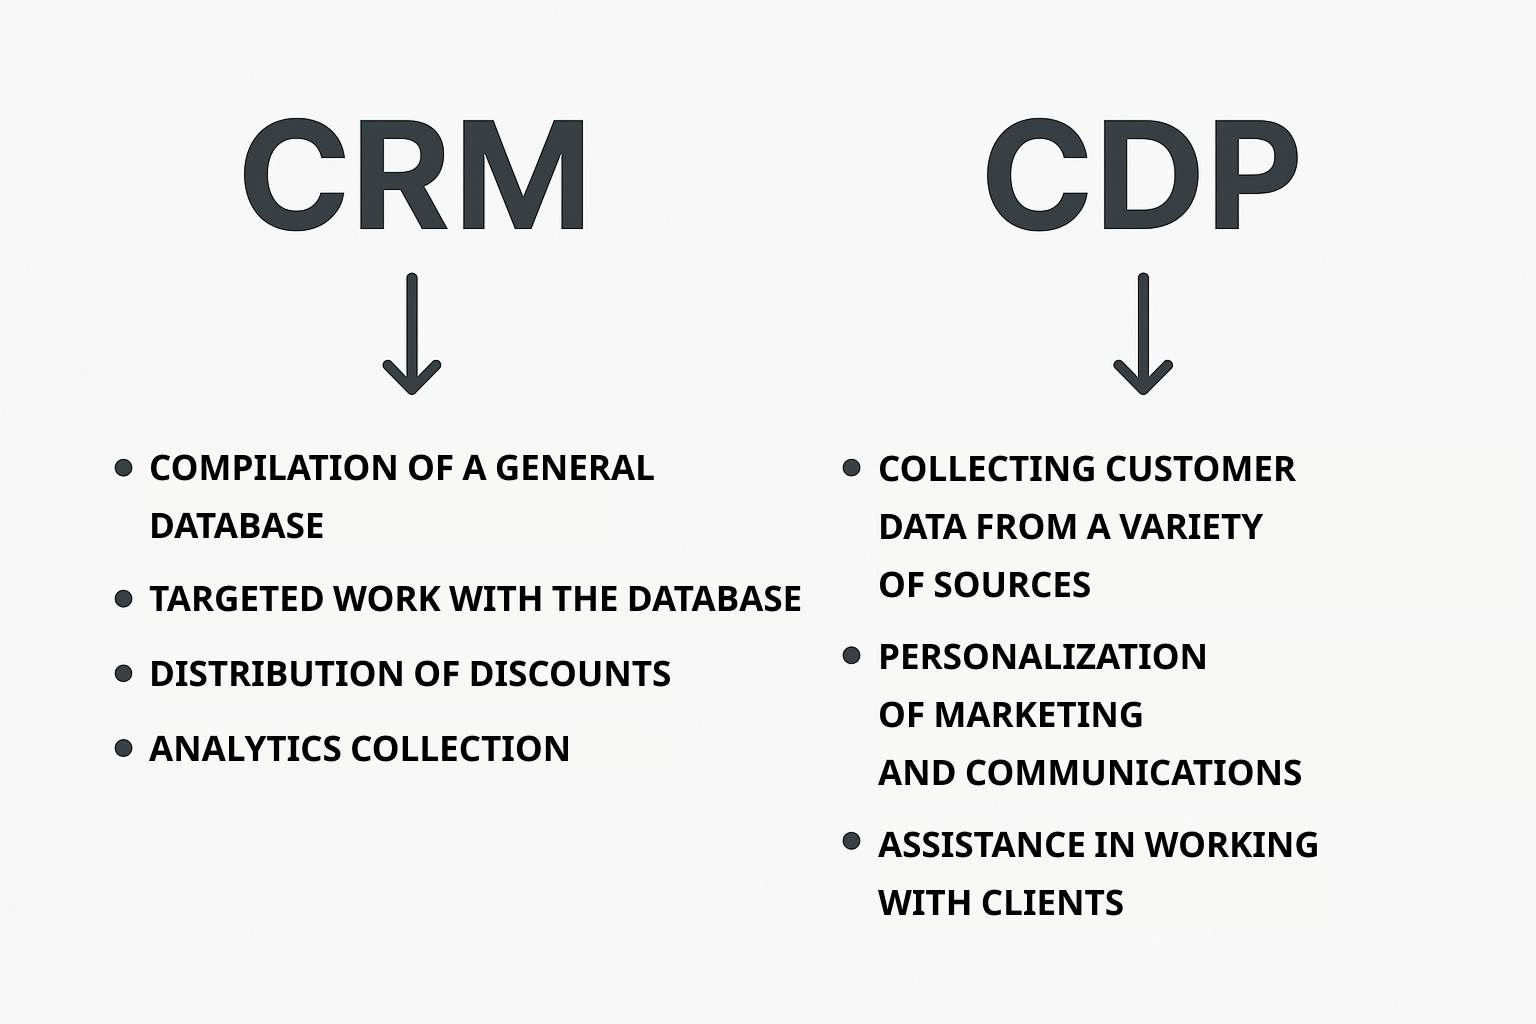 CRM
COMPILATION OF A GENERAL
DATABASE
TARGETED WORK WITH THE DATABASE
DISTRIBUTION OF DISCOUNTS
ANALYTICS COLLECTION
CDP
COLLECTING CUSTOMER
DATA FROM A VARIETY
OF SOURCES
PERSONALIZATION
OF MARKETING
AND COMMUNICATIONS
ASSISTANCE IN WORKING
WITH CLIENTS